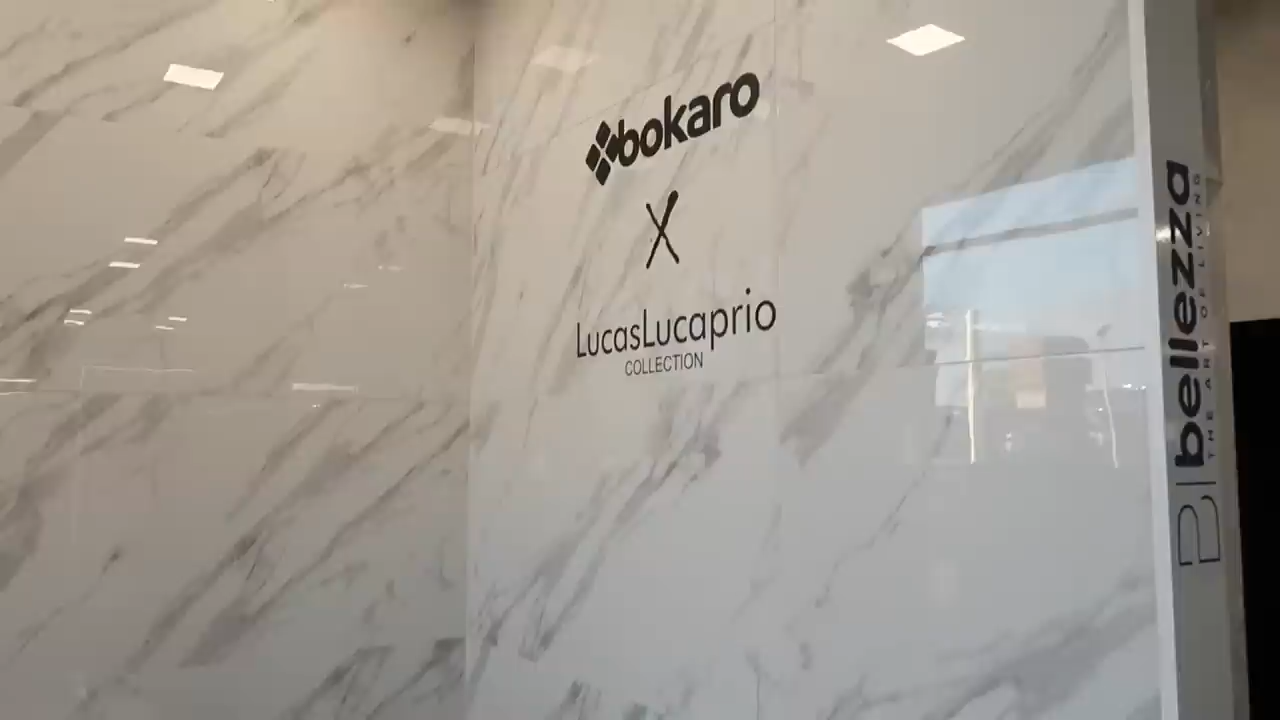 bokaro
X
LucasLucaprio
COLLECTION
B | bellezza
THE ART OF LIVING